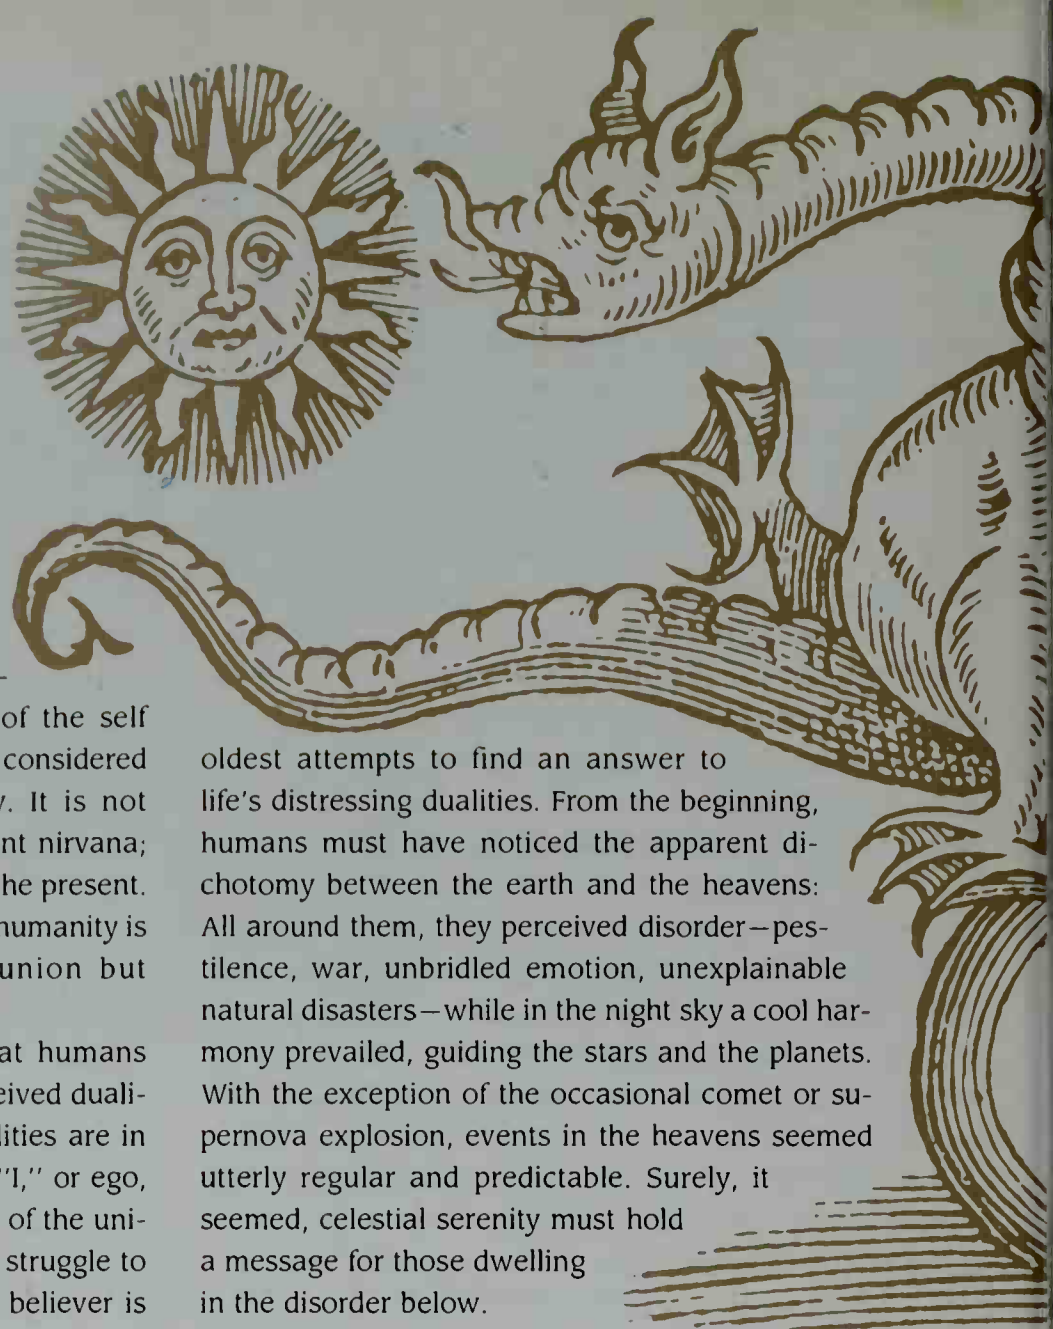 of the self
considered
It is not
nirvana;
the present.
humanity is
union but
humans
duali-
are in
"I," or ego,
of the uni-
struggle to
believer is
oldest attempts to find an answer to
life's distressing dualities. From the beginning,
humans must have noticed the apparent di-
chotomy between the earth and the heavens:
All around them, they perceived disorder—pes-
tilence, war, unbridled emotion, unexplainable
natural disasters—while in the night sky a cool har-
mony prevailed, guiding the stars and the planets.
With the exception of the occasional comet or su-
pernova explosion, events in the heavens seemed
utterly regular and predictable. Surely, it
seemed, celestial serenity must hold
a message for those dwelling
in the disorder below.